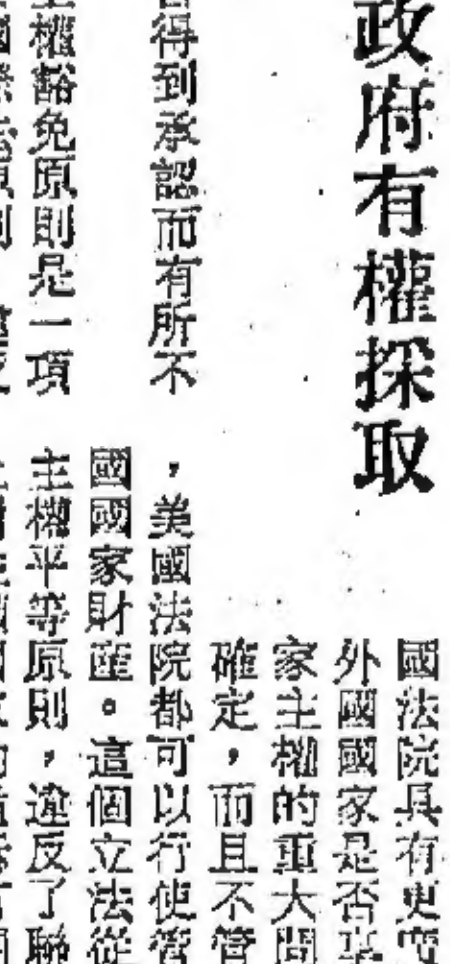 政府有權採取
得到承認而有所不
主權豁免原則是一項
國法院具有更
外國國家是否
家主權的重大問
確定，而且不管
，美國法院都可以行使管
國國家財產。這個立法從
主權平等原則，違反了聯